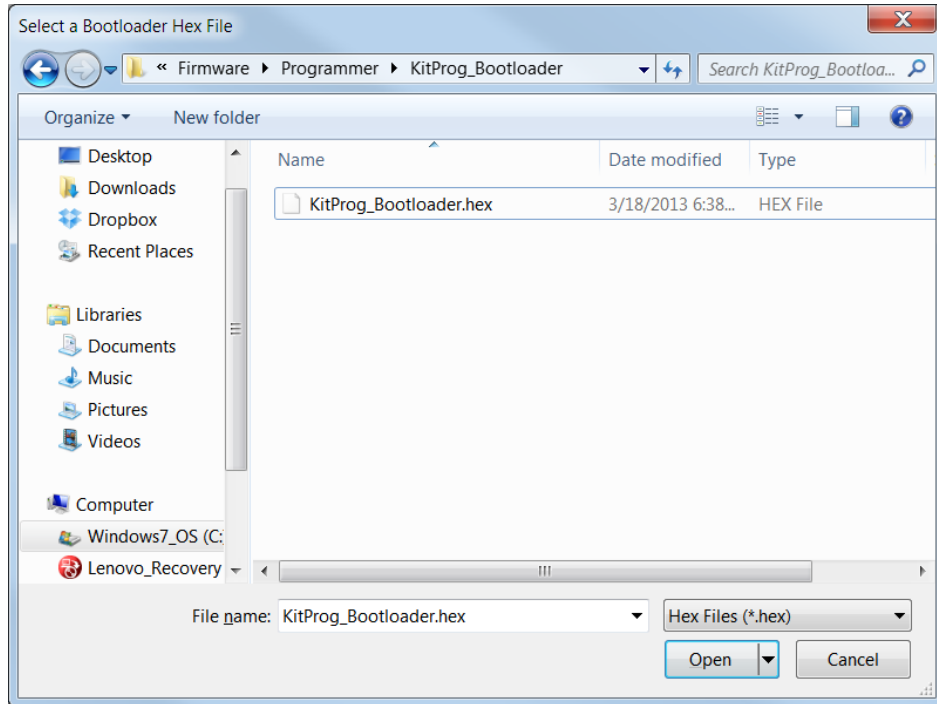 Select a Bootloader Hex File
« Firmware ▸ Programmer ▸ KitProg_Bootloader
Search KitProg_Bootloa...
Organize
New folder
Name
Date modified
Type
KitProg_Bootloader.hex
3/18/2013 6:38...
HEX File
Desktop
Downloads
Dropbox
Recent Places
Libraries
Documents
Music
Pictures
Videos
Computer
Windows7_OS (C:
Lenovo_Recovery
File name: KitProg_Bootloader.hex
Hex Files (*.hex)
Open
Cancel